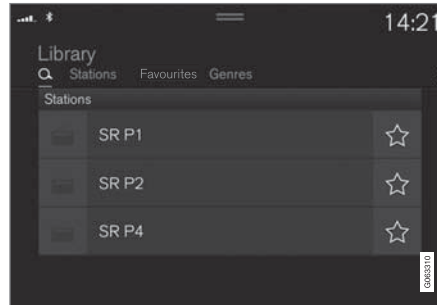 14:21
Library
Stations Favourites Genres
Stations
SR P1
SR P2
SR P4
G063310